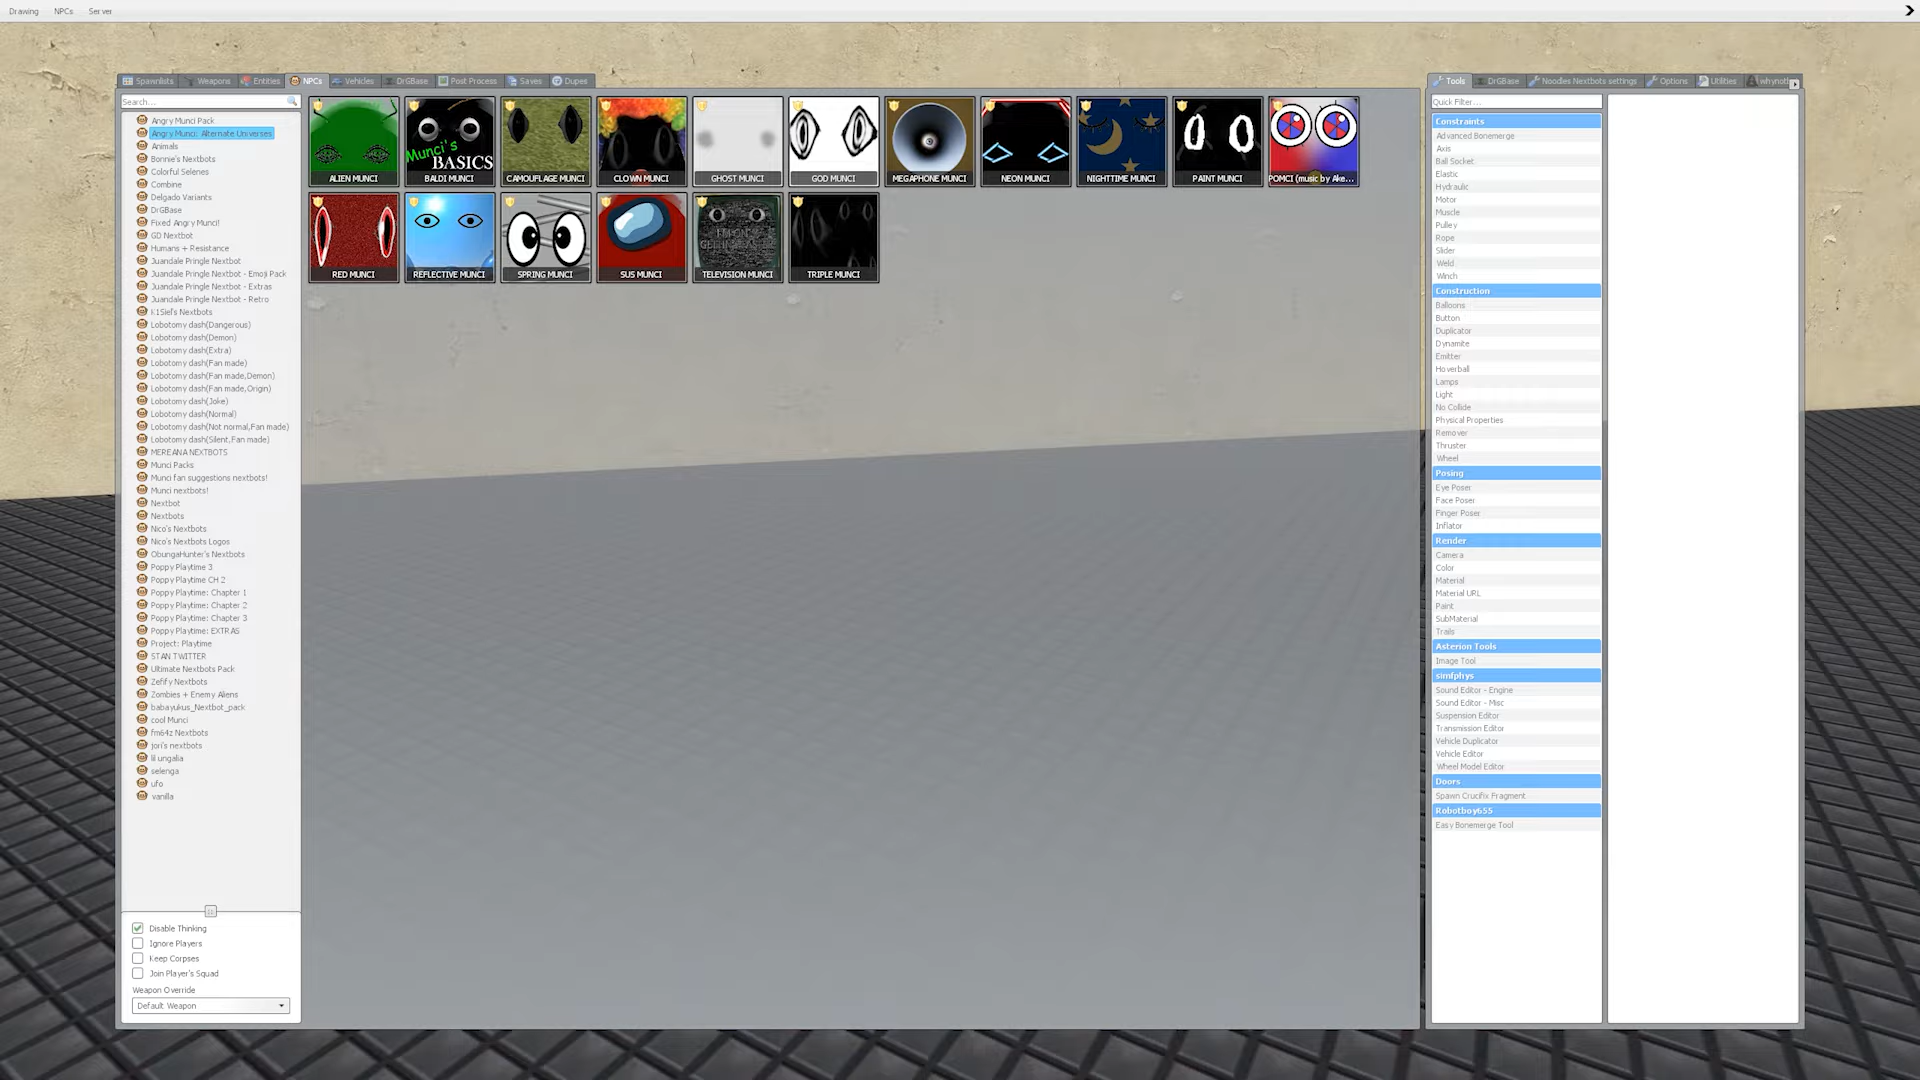 Drawing NPCs Server
Spawnlists Weapons Entities NPCs Vehicles DrGBase Post Process Saves Dupes
Search...
Angry Munci Pack
Angry Munci: Alternate Universes
Animals
Bonnie's Nextbots
Colorful Selenes
Combine
Delgado Variants
DrGBase
Fixed Angry Munci!
GD Nextbot
Humans + Resistance
Juandale Pringle Nextbot
Juandale Pringle Nextbot - Emoji Pack
Juandale Pringle Nextbot - Extras
Juandale Pringle Nextbot - Retro
K1Siel's Nextbots
Lobotomy dash(Dangerous)
Lobotomy dash(Demon)
Lobotomy dash(Extra)
Lobotomy dash(Fan made)
Lobotomy dash(Fan made,Demon)
Lobotomy dash(Fan made,Origin)
Lobotomy dash(Joke)
Lobotomy dash(Normal)
Lobotomy dash(Not normal,Fan made)
Lobotomy dash(Silent,Fan made)
MEREANA NEXTBOTS
Munci Packs
Munci fan suggestions nextbots!
Munci nextbots!
Nextbot
Nextbots
Nico's Nextbots
Nico's Nextbots Logos
ObungaHunter's Nextbots
Poppy Playtime 3
Poppy Playtime CH 2
Poppy Playtime: Chapter 1
Poppy Playtime: Chapter 2
Poppy Playtime: Chapter 3
Poppy Playtime: EXTRAS
Project: Playtime
STAN TWITTER
Ultimate Nextbots Pack
Zefify Nextbots
Zombies + Enemy Aliens
babayukus_Nextbot_pack
cool Munci
fm64z Nextbots
jori's nextbots
lil ungalia
selenga
ufo
vanilla
Disable Thinking
Ignore Players
Keep Corpses
Join Player's Squad
Weapon Override
Default Weapon
Munci's
BASICS
ALIEN MUNCI BALDI MUNCI CAMOUFLAGE MUNCI CLOWN MUNCI GHOST MUNCI GOD MUNCI MEGAPHONE MUNCI NEON MUNCI NIGHTTIME MUNCI PAINT MUNCI POMCI (music by Ake...
RED MUNCI REFLECTIVE MUNCI SPRING MUNCI SUS MUNCI TELEVISION MUNCI TRIPLE MUNCI
Tools DrGBase Noodles Nextbots settings Options Utilities whynoth
Quick Filter...
Constraints
Advanced Bonemerge
Axis
Ball Socket
Elastic
Hydraulic
Motor
Muscle
Pulley
Rope
Slider
Weld
Winch
Construction
Balloons
Button
Duplicator
Dynamite
Emitter
Hoverball
Lamps
Light
No Collide
Physical Properties
Remover
Thruster
Wheel
Posing
Eye Poser
Face Poser
Finger Poser
Inflator
Render
Camera
Color
Material
Material URL
Paint
SubMaterial
Trails
Asterion Tools
Image Tool
simfphys
Sound Editor - Engine
Sound Editor - Misc
Suspension Editor
Transmission Editor
Vehicle Duplicator
Vehicle Editor
Wheel Model Editor
Doors
Spawn Crucifix Fragment
Robotboy655
Easy Bonemerge Tool